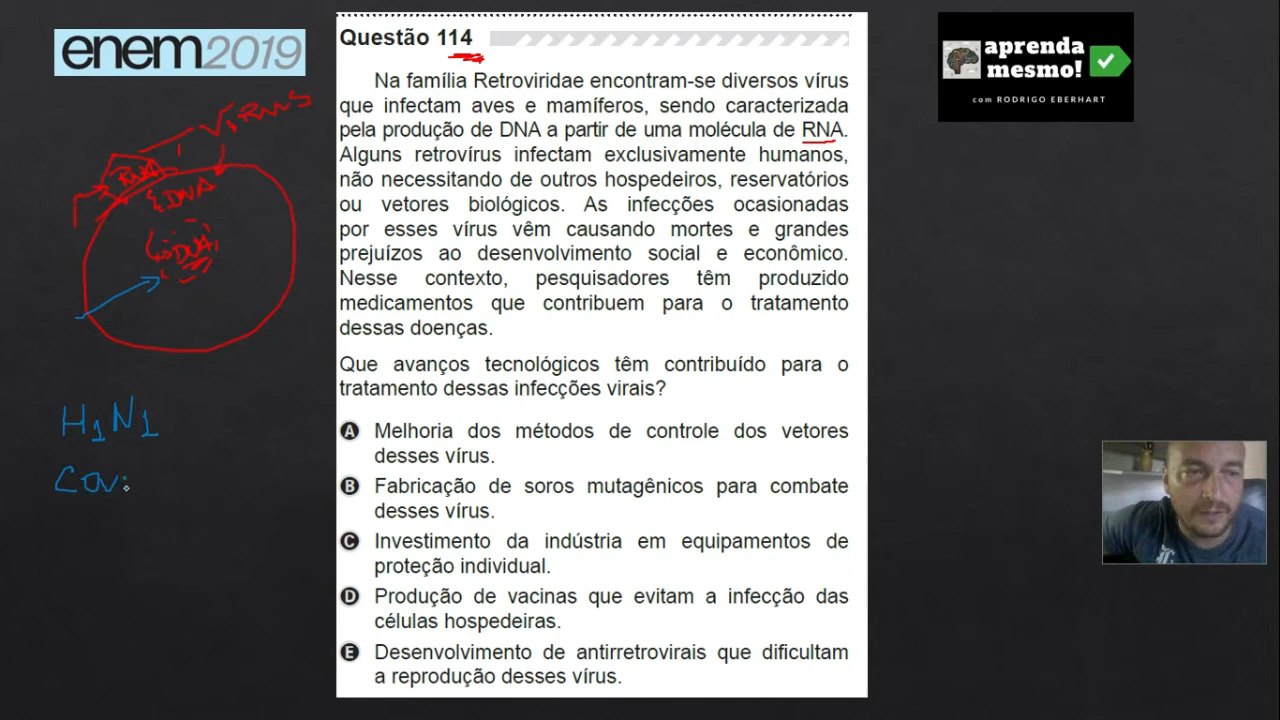 enem2019
Questão 114
Na família Retroviridae encontram-se diversos vírus
que infectam aves e mamíferos, sendo caracterizada
pela produção de DNA a partir de uma molécula de RNA.
Alguns retrovírus infectam exclusivamente humanos,
não necessitando de outros hospedeiros, reservatórios
ou vetores biológicos. As infecções ocasionadas
por esses vírus vêm causando mortes e grandes
prejuízos ao desenvolvimento social e econômico.
Nesse contexto, pesquisadores têm produzido
medicamentos que contribuem para o tratamento
dessas doenças.
Que avanços tecnológicos têm contribuído para o
tratamento dessas infecções virais?
A Melhoria dos métodos de controle dos vetores
desses vírus.
B Fabricação de soros mutagênicos para combate
desses vírus.
C Investimento da indústria em equipamentos de
proteção individual.
D Produção de vacinas que evitam a infecção das
células hospedeiras.
E Desenvolvimento de antirretrovirais que dificultam
a reprodução desses vírus.
VíRUS
RNA
DNA
DNA
H1N1
Cov
aprenda
mesmo!
com RODRIGO EBERHART